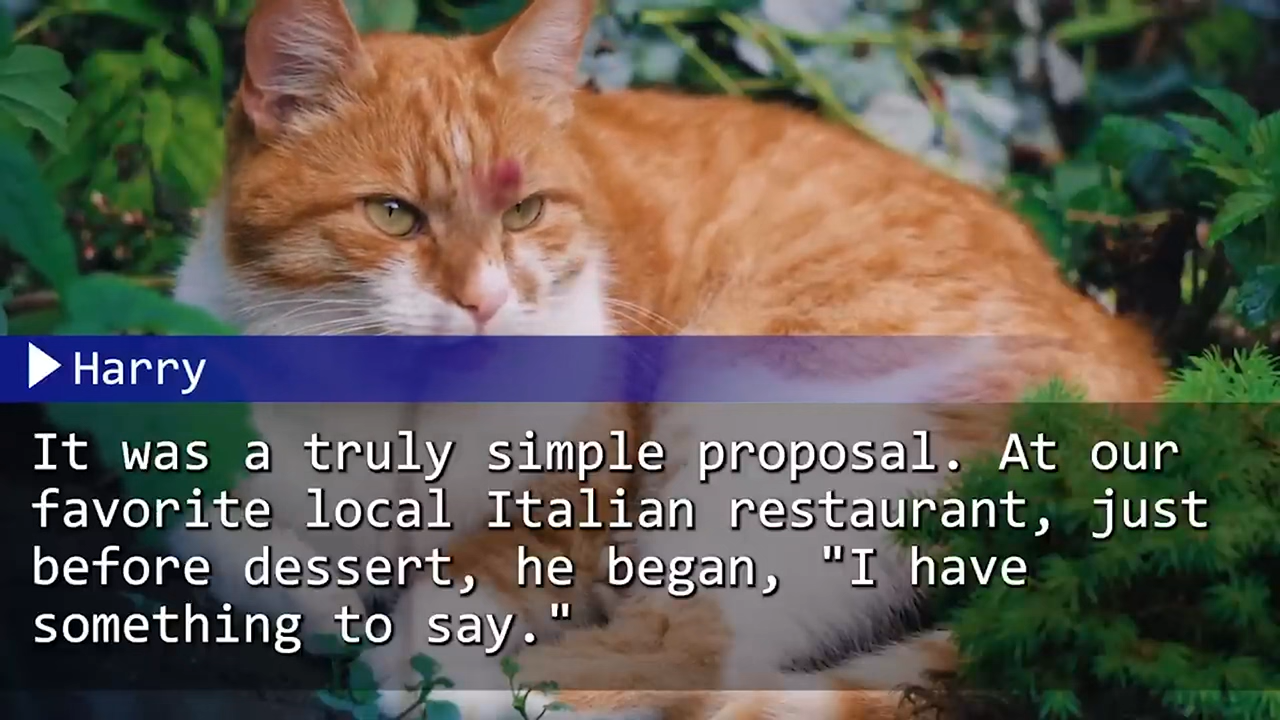 Harry
It was a truly simple proposal. At our
favorite local Italian restaurant, just
before dessert, he began, "I have
something to say."